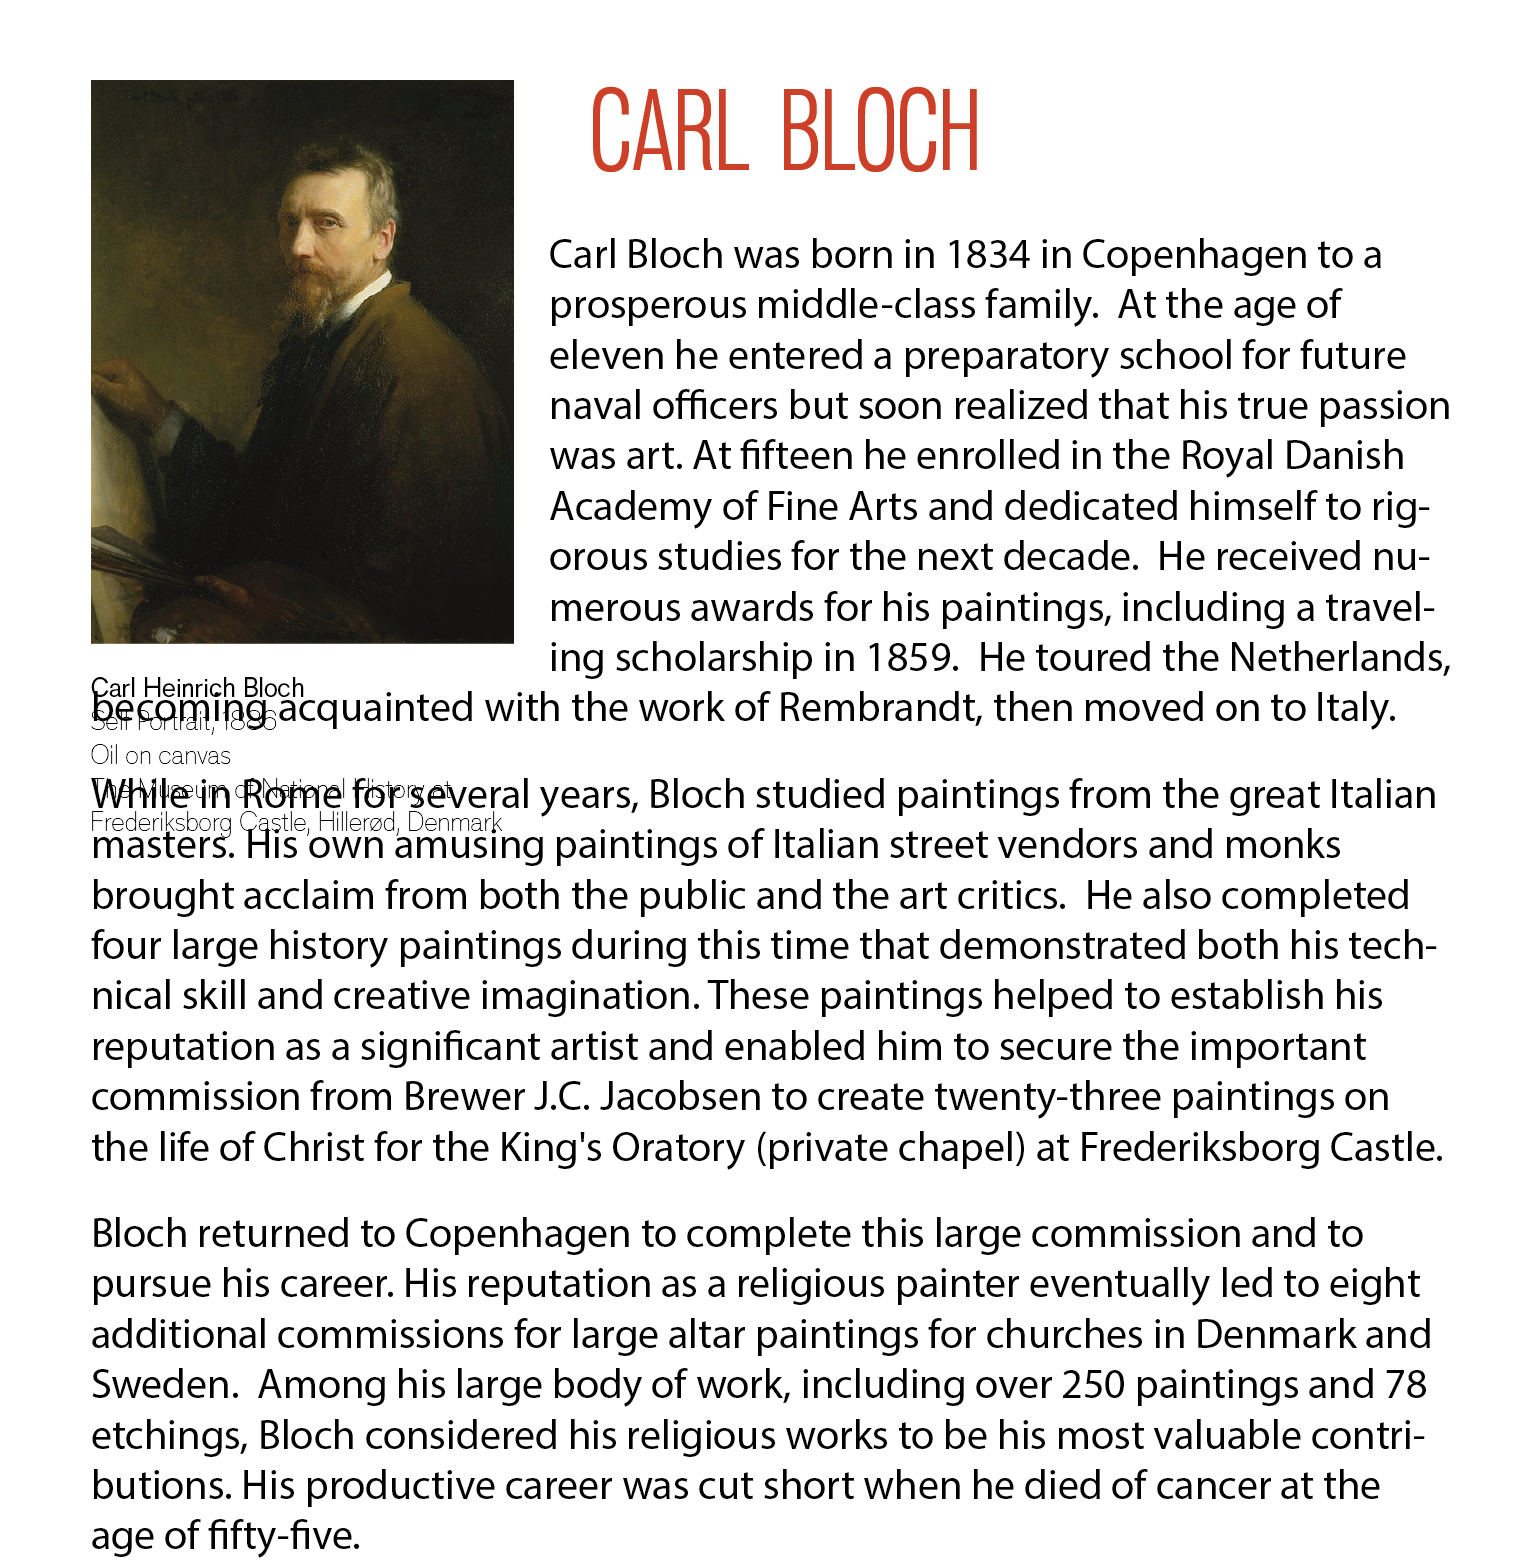 CARL BLOCH
Carl Bloch was born in 1834 in Copenhagen to a
prosperous middle-class family.  At the age of
eleven he entered a preparatory school for future
naval officers but soon realized that his true passion
was art. At fifteen he enrolled in the Royal Danish
Academy of Fine Arts and dedicated himself to rig-
orous studies for the next decade.  He received nu-
merous awards for his paintings, including a travel-
ing scholarship in 1859.  He toured the Netherlands,
becoming acquainted with the work of Rembrandt, then moved on to Italy.
Carl Heinrich Bloch
Self Portrait, 1886
Oil on canvas
The Museum of National History at
Frederiksborg Castle, Hillerød, Denmark
While in Rome for several years, Bloch studied paintings from the great Italian
masters. His own amusing paintings of Italian street vendors and monks
brought acclaim from both the public and the art critics.  He also completed
four large history paintings during this time that demonstrated both his tech-
nical skill and creative imagination. These paintings helped to establish his
reputation as a significant artist and enabled him to secure the important
commission from Brewer J.C. Jacobsen to create twenty-three paintings on
the life of Christ for the King's Oratory (private chapel) at Frederiksborg Castle.
Bloch returned to Copenhagen to complete this large commission and to
pursue his career. His reputation as a religious painter eventually led to eight
additional commissions for large altar paintings for churches in Denmark and
Sweden.  Among his large body of work, including over 250 paintings and 78
etchings, Bloch considered his religious works to be his most valuable contri-
butions. His productive career was cut short when he died of cancer at the
age of fifty-five.